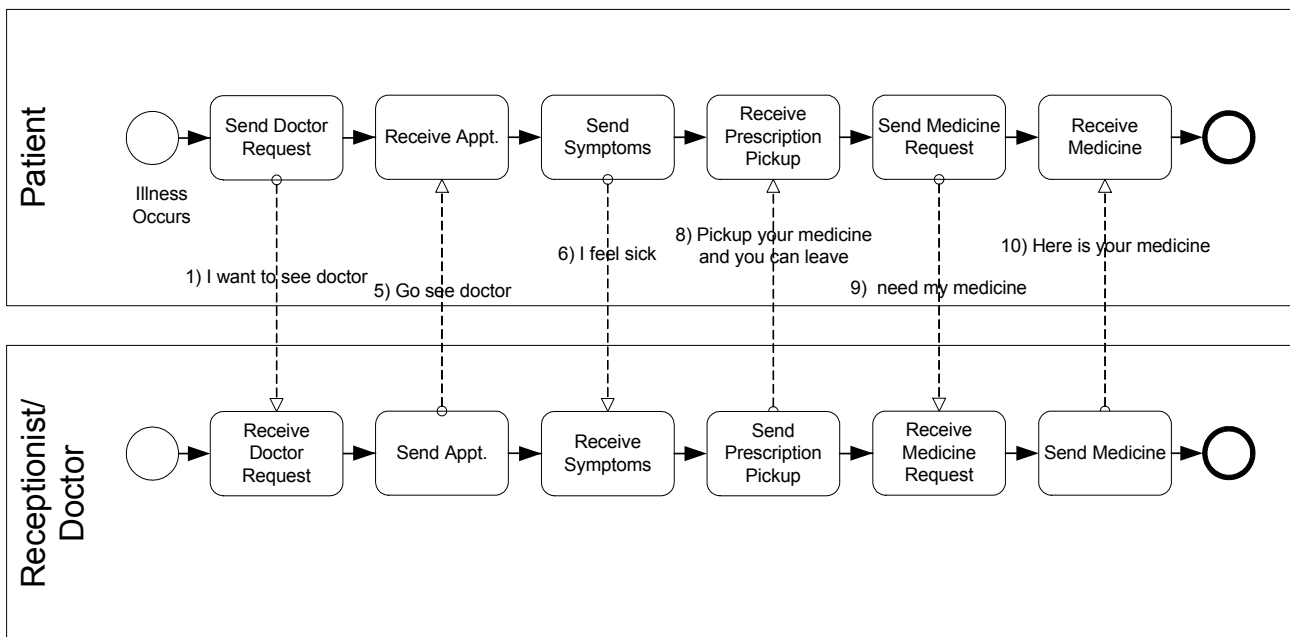 Patient
Send Doctor
Request
Receive Appt.
Send
Symptoms
Receive
Prescription
Pickup
Send Medicine
Request
Receive
Medicine
Illness
Occurs
1) I want to see doctor
5) Go see doctor
6) I feel sick
8) Pickup your medicine
and you can leave
9) need my medicine
10) Here is your medicine
Receptionist/
Doctor
Receive
Doctor
Request
Send Appt.
Receive
Symptoms
Send
Prescription
Pickup
Receive
Medicine
Request
Send Medicine